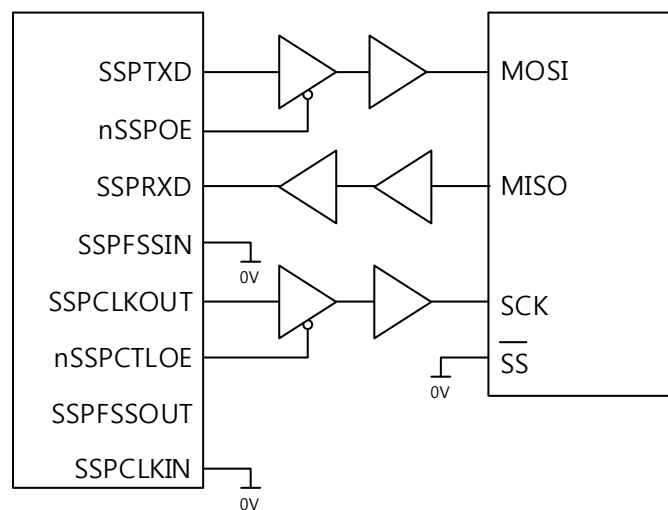 SSPTXD
MOSI
nSSPOE
SSPRXD
MISO
SSPFSSIN
0V
SSPCLKOUT
SCK
nSSPCTLOE
SS
0V
SSPFSSOUT
SSPCLKIN
0V